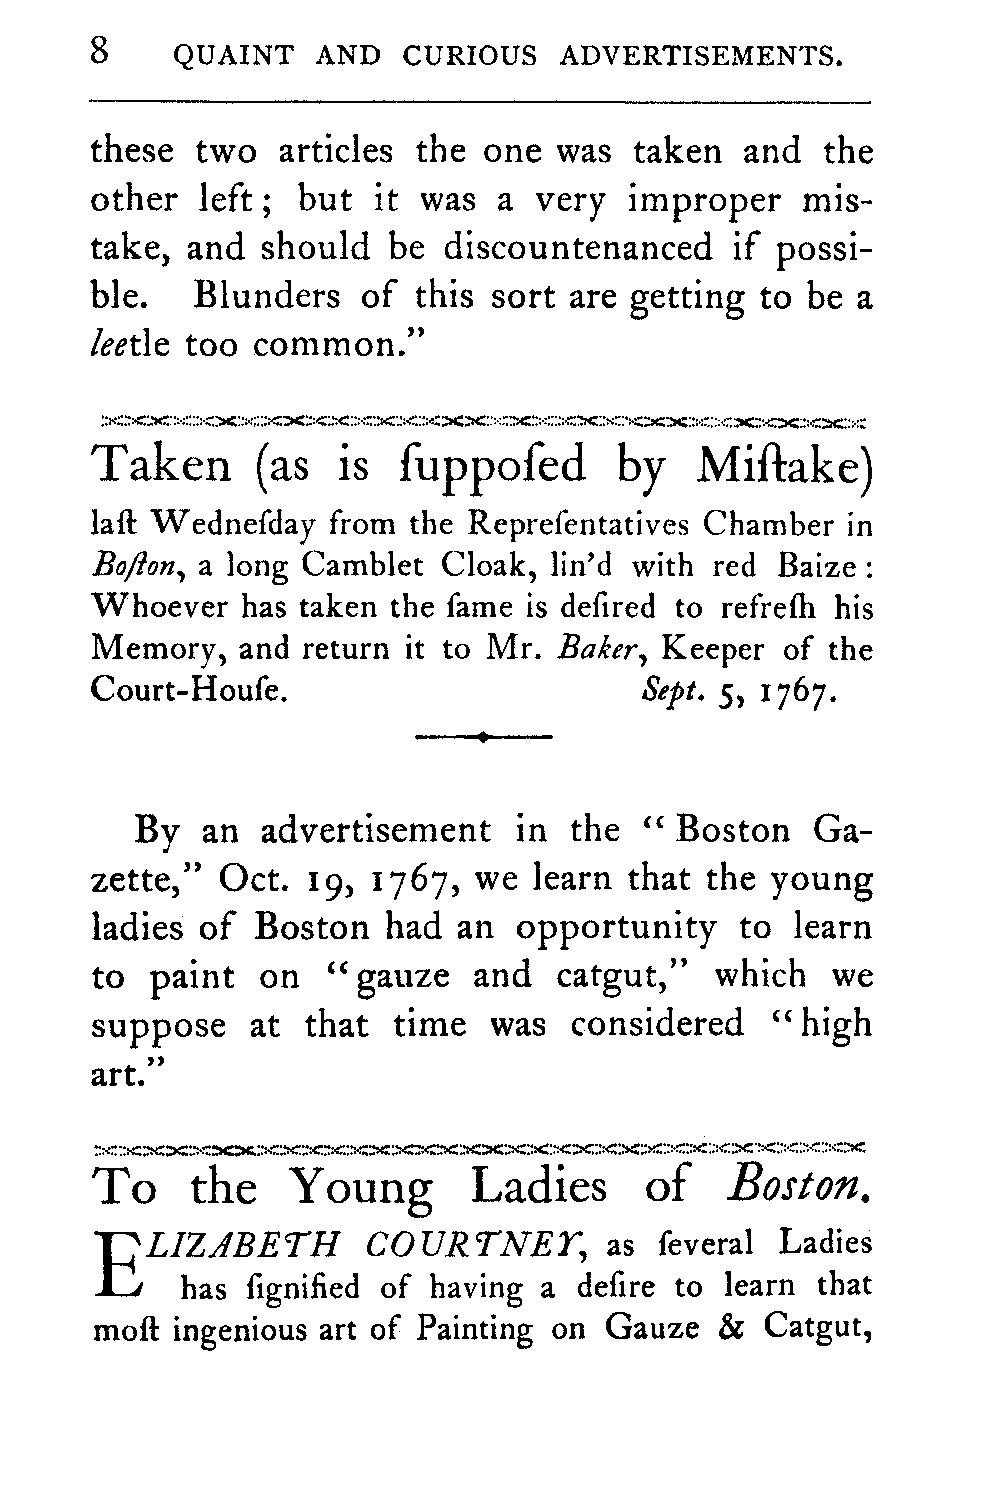 8 QUAINT AND CURIOUS ADVERTISEMENTS.
these two articles the one was taken and the
other left; but it was a very improper mis-
take, and should be discountenanced if possi-
ble. Blunders of this sort are getting to be a
leetle too common."
Taken (as is ſuppoſed by Miſtake)
laſt Wedneſday from the Repreſentatives Chamber in
Boſton, a long Camblet Cloak, lin'd with red Baize:
Whoever has taken the ſame is deſired to refreſh his
Memory, and return it to Mr. Baker, Keeper of the
Court-Houſe. Sept. 5, 1767.
By an advertisement in the "Boston Ga-
zette," Oct. 19, 1767, we learn that the young
ladies of Boston had an opportunity to learn
to paint on "gauze and catgut," which we
suppose at that time was considered "high
art."
To the Young Ladies of Boston.
ELIZABETH COURTNEY, as ſeveral Ladies
has ſignified of having a deſire to learn that
moſt ingenious art of Painting on Gauze & Catgut,